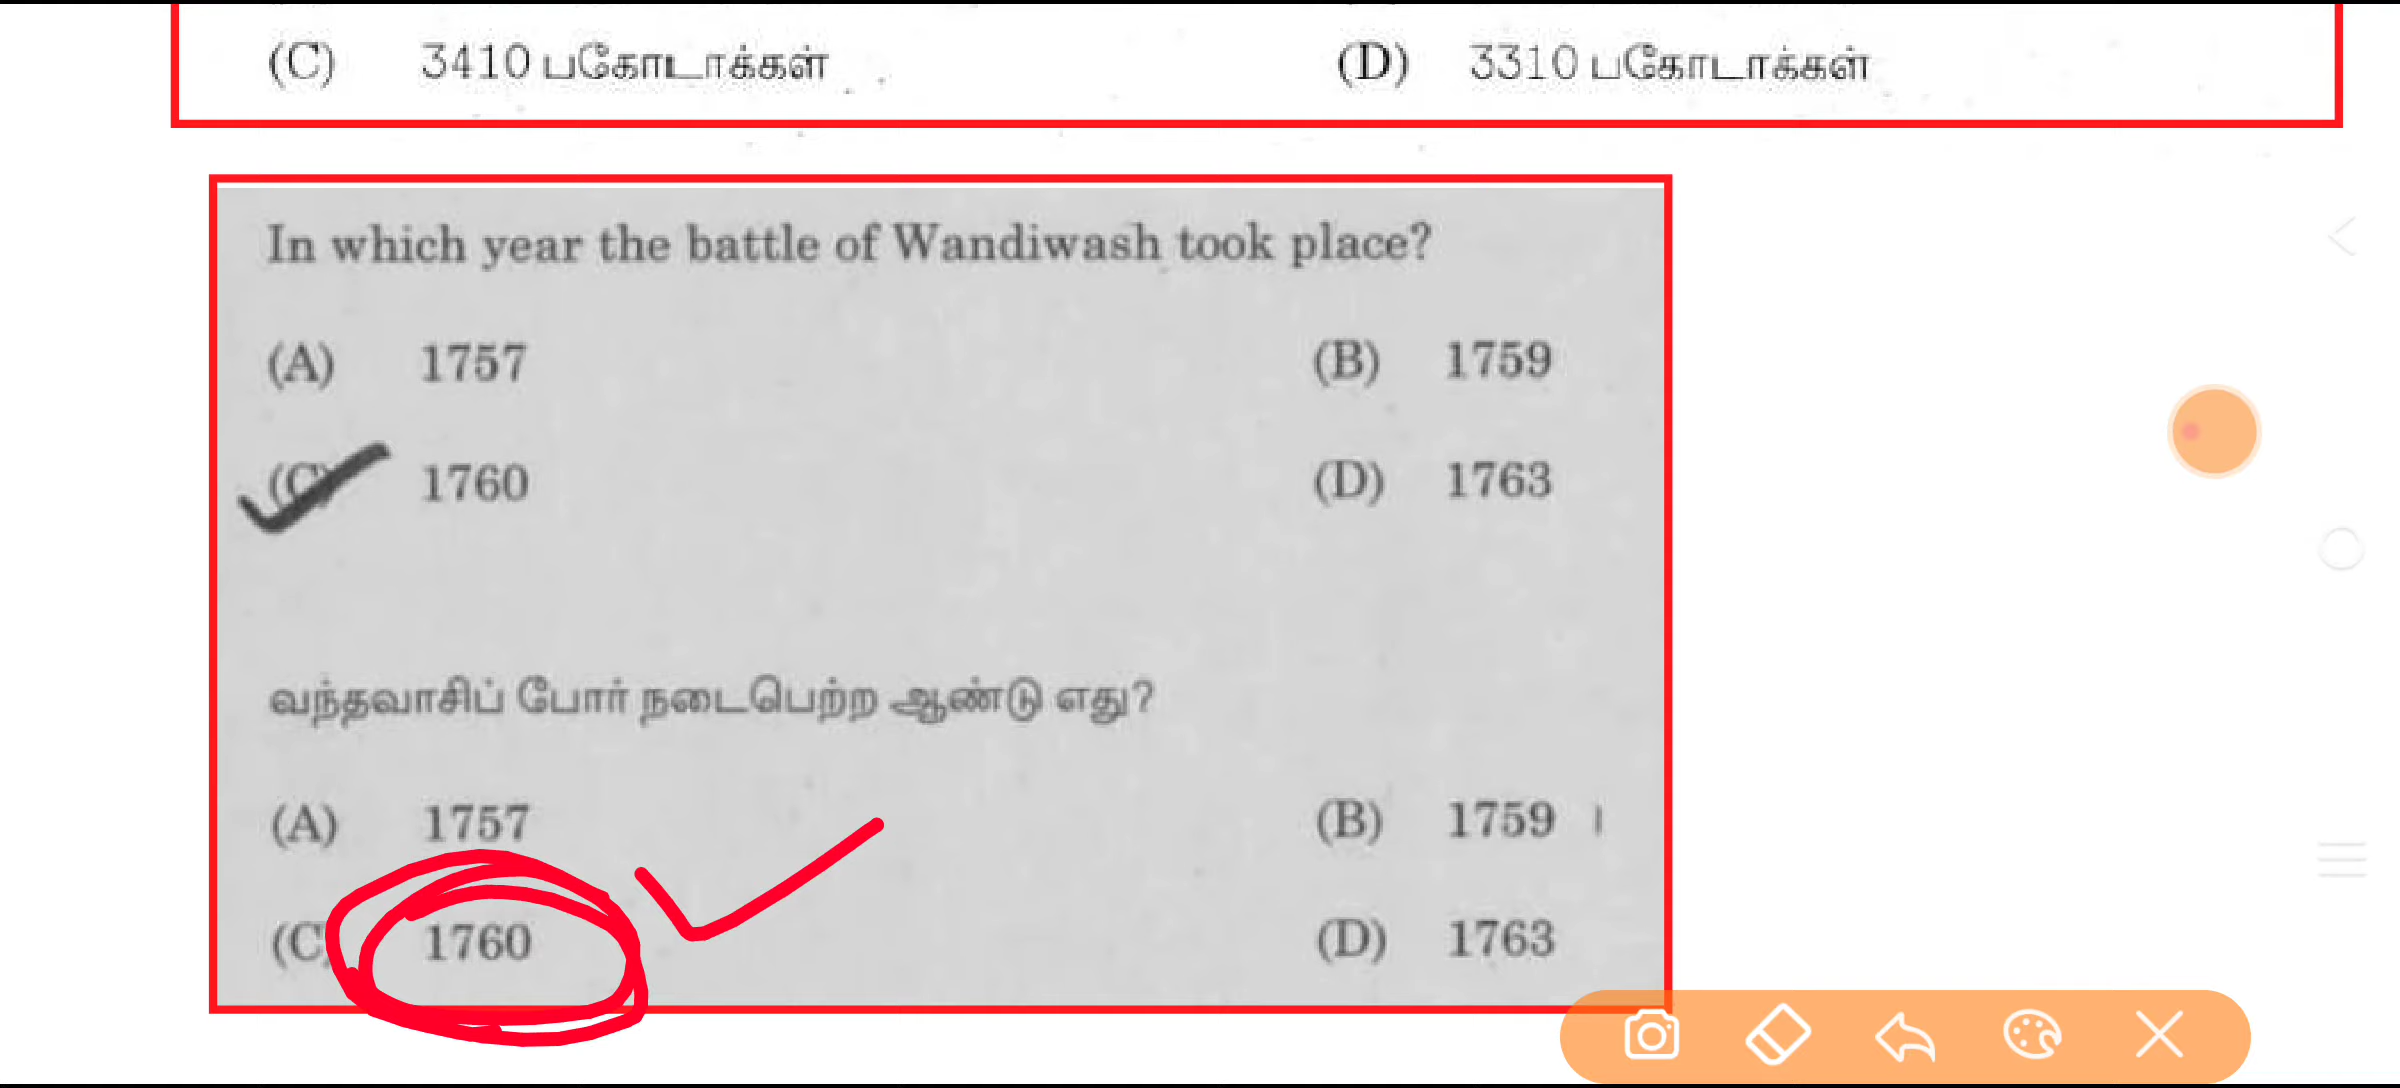 (C) 3410 பகோடாக்கள் (D) 3310 பகோடாக்கள்
In which year the battle of Wandiwash took place?
(A) 1757 (B) 1759
(C) 1760 (D) 1763
வந்தவாசிப் போர் நடைபெற்ற ஆண்டு எது?
(A) 1757 (B) 1759
(C) 1760 (D) 1763